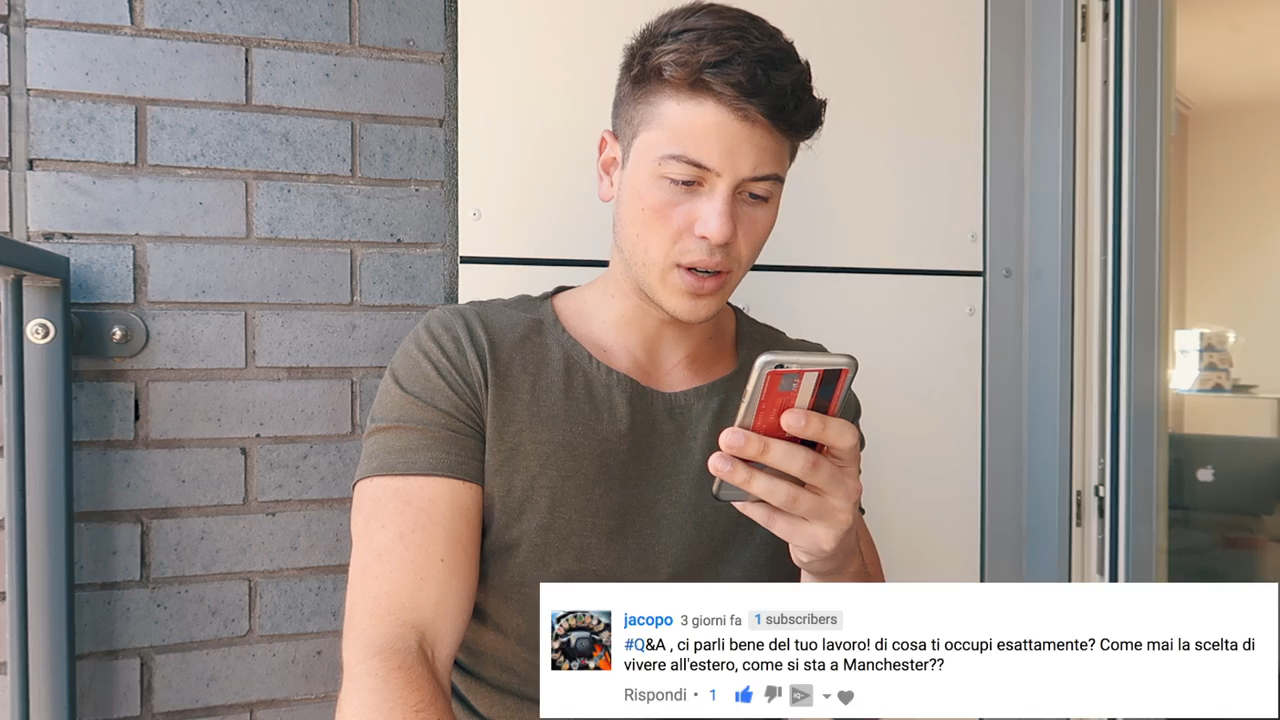 jacopo 3 giorni fa 1 subscribers
#Q&A , ci parli bene del tuo lavoro! di cosa ti occupi esattamente? Come mai la scelta di
vivere all'estero, come si sta a Manchester??
Rispondi • 1 IQ+